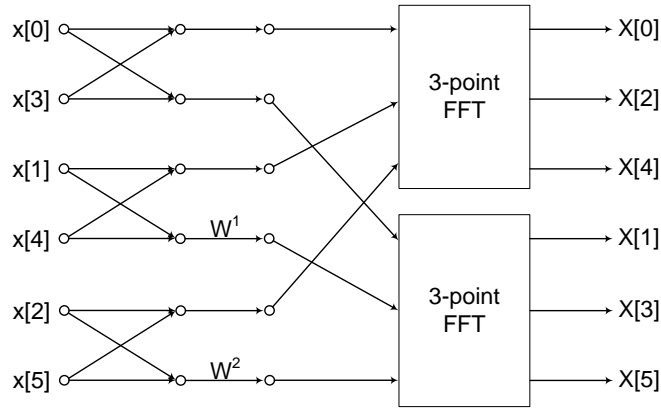 x[0]
x[3]
x[1]
x[4]
x[2]
x[5]
W¹
W²
3-point
FFT
3-point
FFT
X[0]
X[2]
X[4]
X[1]
X[3]
X[5]